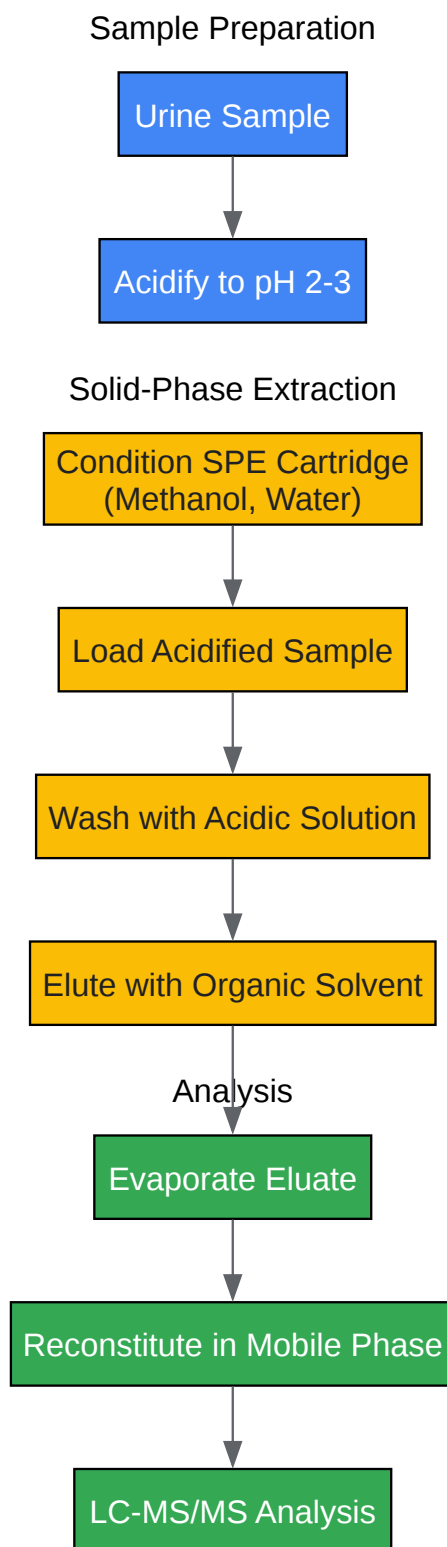 Sample Preparation
Urine Sample
Acidify to pH 2-3
Solid-Phase Extraction
Condition SPE Cartridge
(Methanol, Water)
Load Acidified Sample
Wash with Acidic Solution
Elute with Organic Solvent
Analysis
Evaporate Eluate
Reconstitute in Mobile Phase
LC-MS/MS Analysis